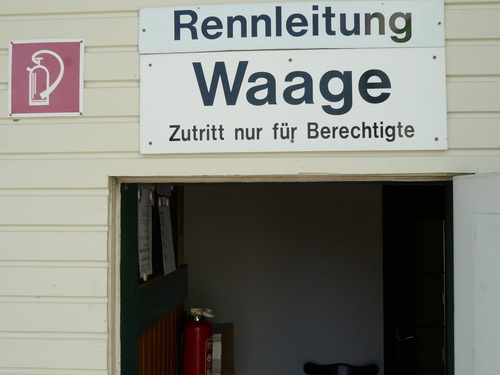 Rennleitung
Waage
Zutritt nur für Berechtigte